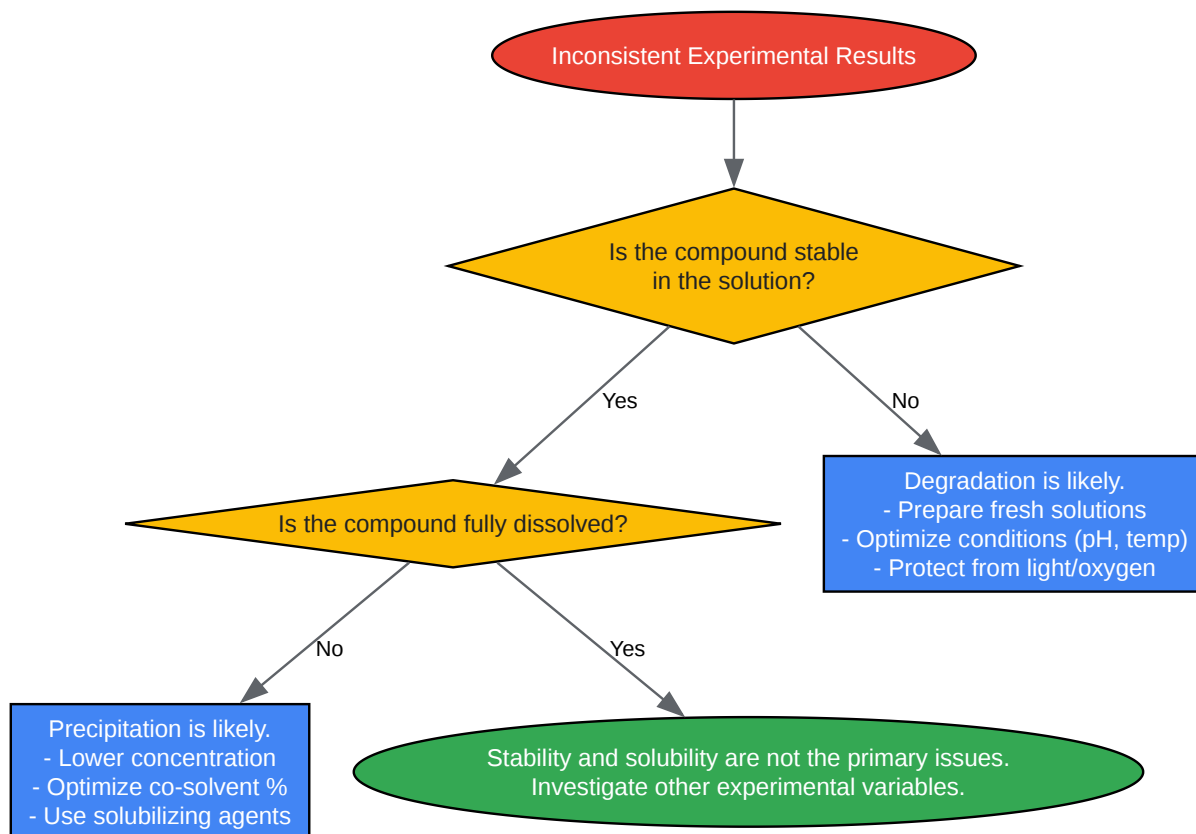 Inconsistent Experimental Results
Is the compound stable
in the solution?
Yes
No
Is the compound fully dissolved?
Degradation is likely.
- Prepare fresh solutions
- Optimize conditions (pH, temp)
- Protect from light/oxygen
No
Yes
Precipitation is likely.
- Lower concentration
- Optimize co-solvent %
- Use solubilizing agents
Stability and solubility are not the primary issues.
Investigate other experimental variables.